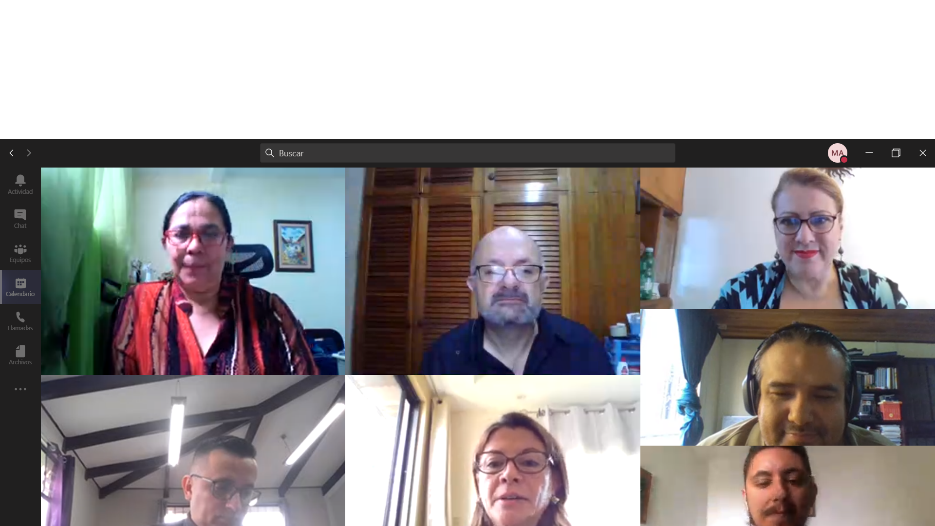 Buscar
MA
Actividad
Chat
Equipos
Calendario
Llamadas
Archivos